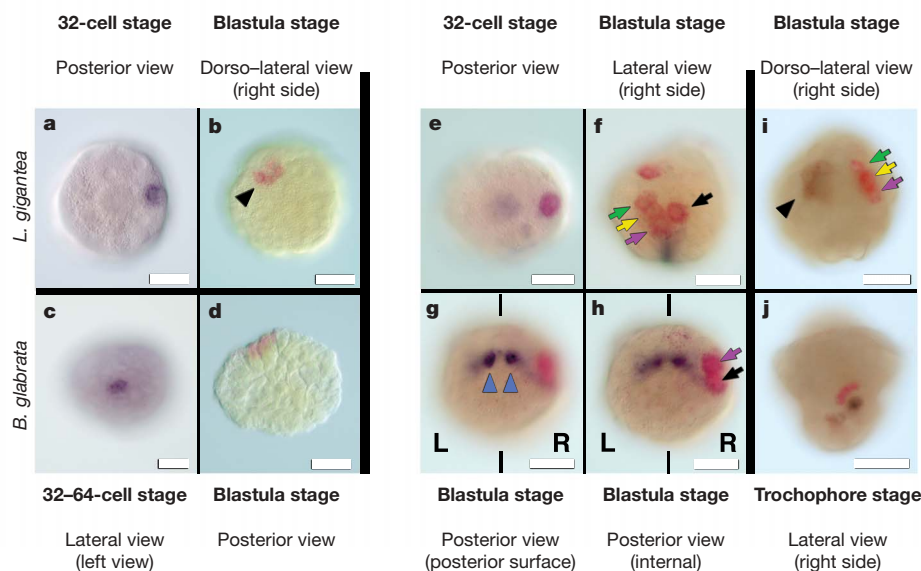 32-cell stage
Blastula stage
32-cell stage
Blastula stage
Blastula stage
Posterior view
Dorso–lateral view
(right side)
Posterior view
Lateral view
(right side)
Dorso–lateral view
(right side)
L. gigantea
a
b
e
f
i
B. glabrata
c
d
g
h
j
L
R
L
R
32–64-cell stage
Blastula stage
Blastula stage
Blastula stage
Trochophore stage
Lateral view
(left view)
Posterior view
Posterior view
(posterior surface)
Posterior view
(internal)
Lateral view
(right side)